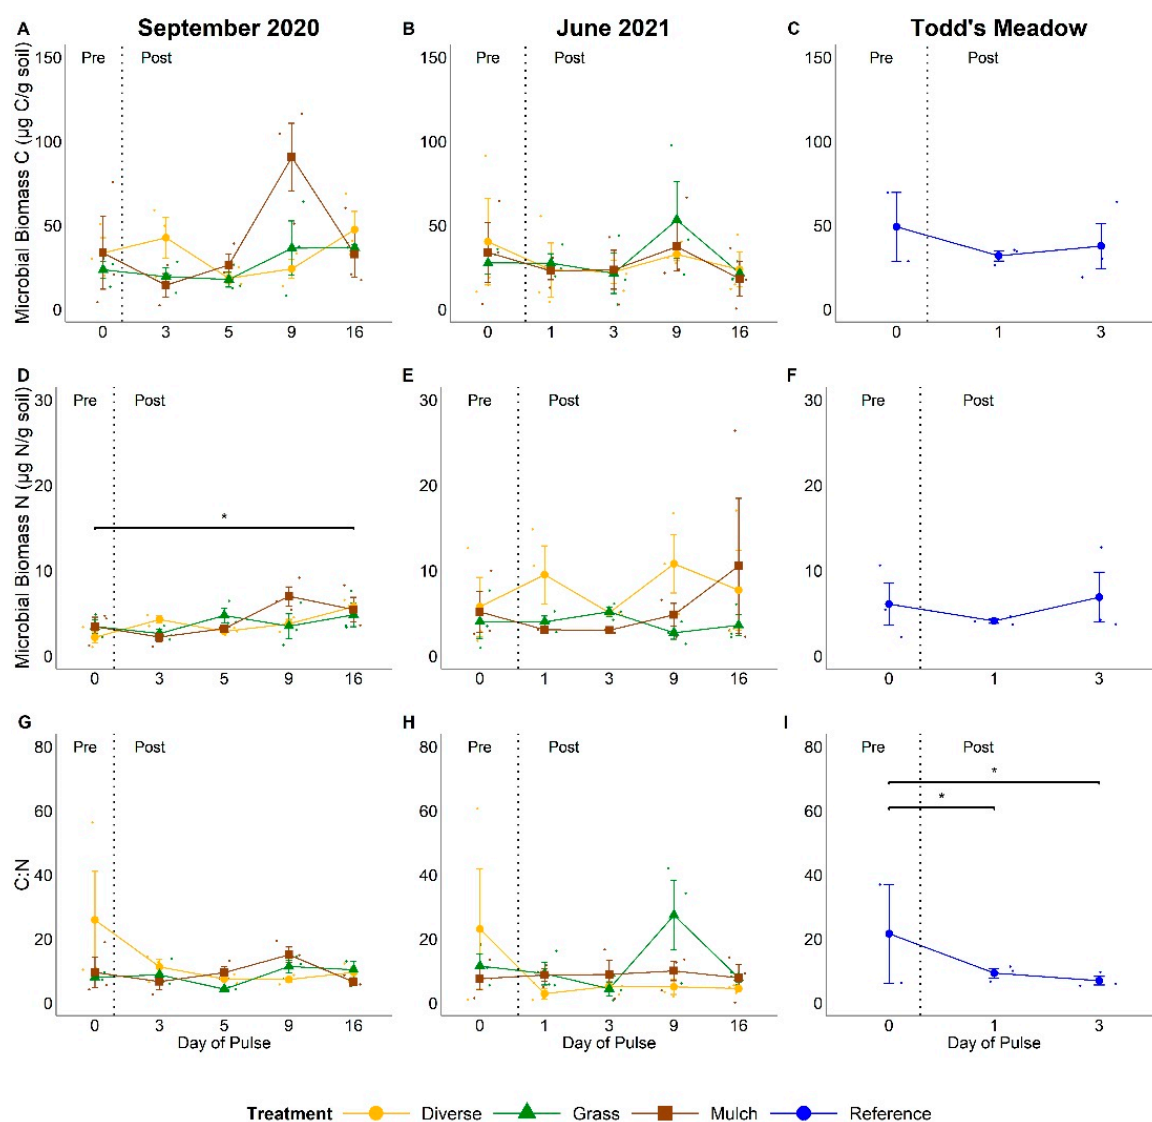 A September 2020 B June 2021 C Todd's Meadow
Microbial Biomass C (µg C/g soil)
150 Pre Post 150 Pre Post 150 Pre Post
100 100 100
50 50 50
0 0 0
0 3 5 9 16 0 1 3 9 16 0 1 3
D E F
Microbial Biomass N (µg N/g soil)
30 Pre Post 30 Pre Post 30 Pre Post
20 20 20
*
10 10 10
0 0 0
0 3 5 9 16 0 1 3 9 16 0 1 3
G H I
C:N
80 Pre Post 80 Pre Post 80 Pre Post
*
60 60 * 60
40 40 40
20 20 20
0 0 0
0 3 5 9 16 0 1 3 9 16 0 1 3
Day of Pulse Day of Pulse Day of Pulse
Treatment Diverse Grass Mulch Reference